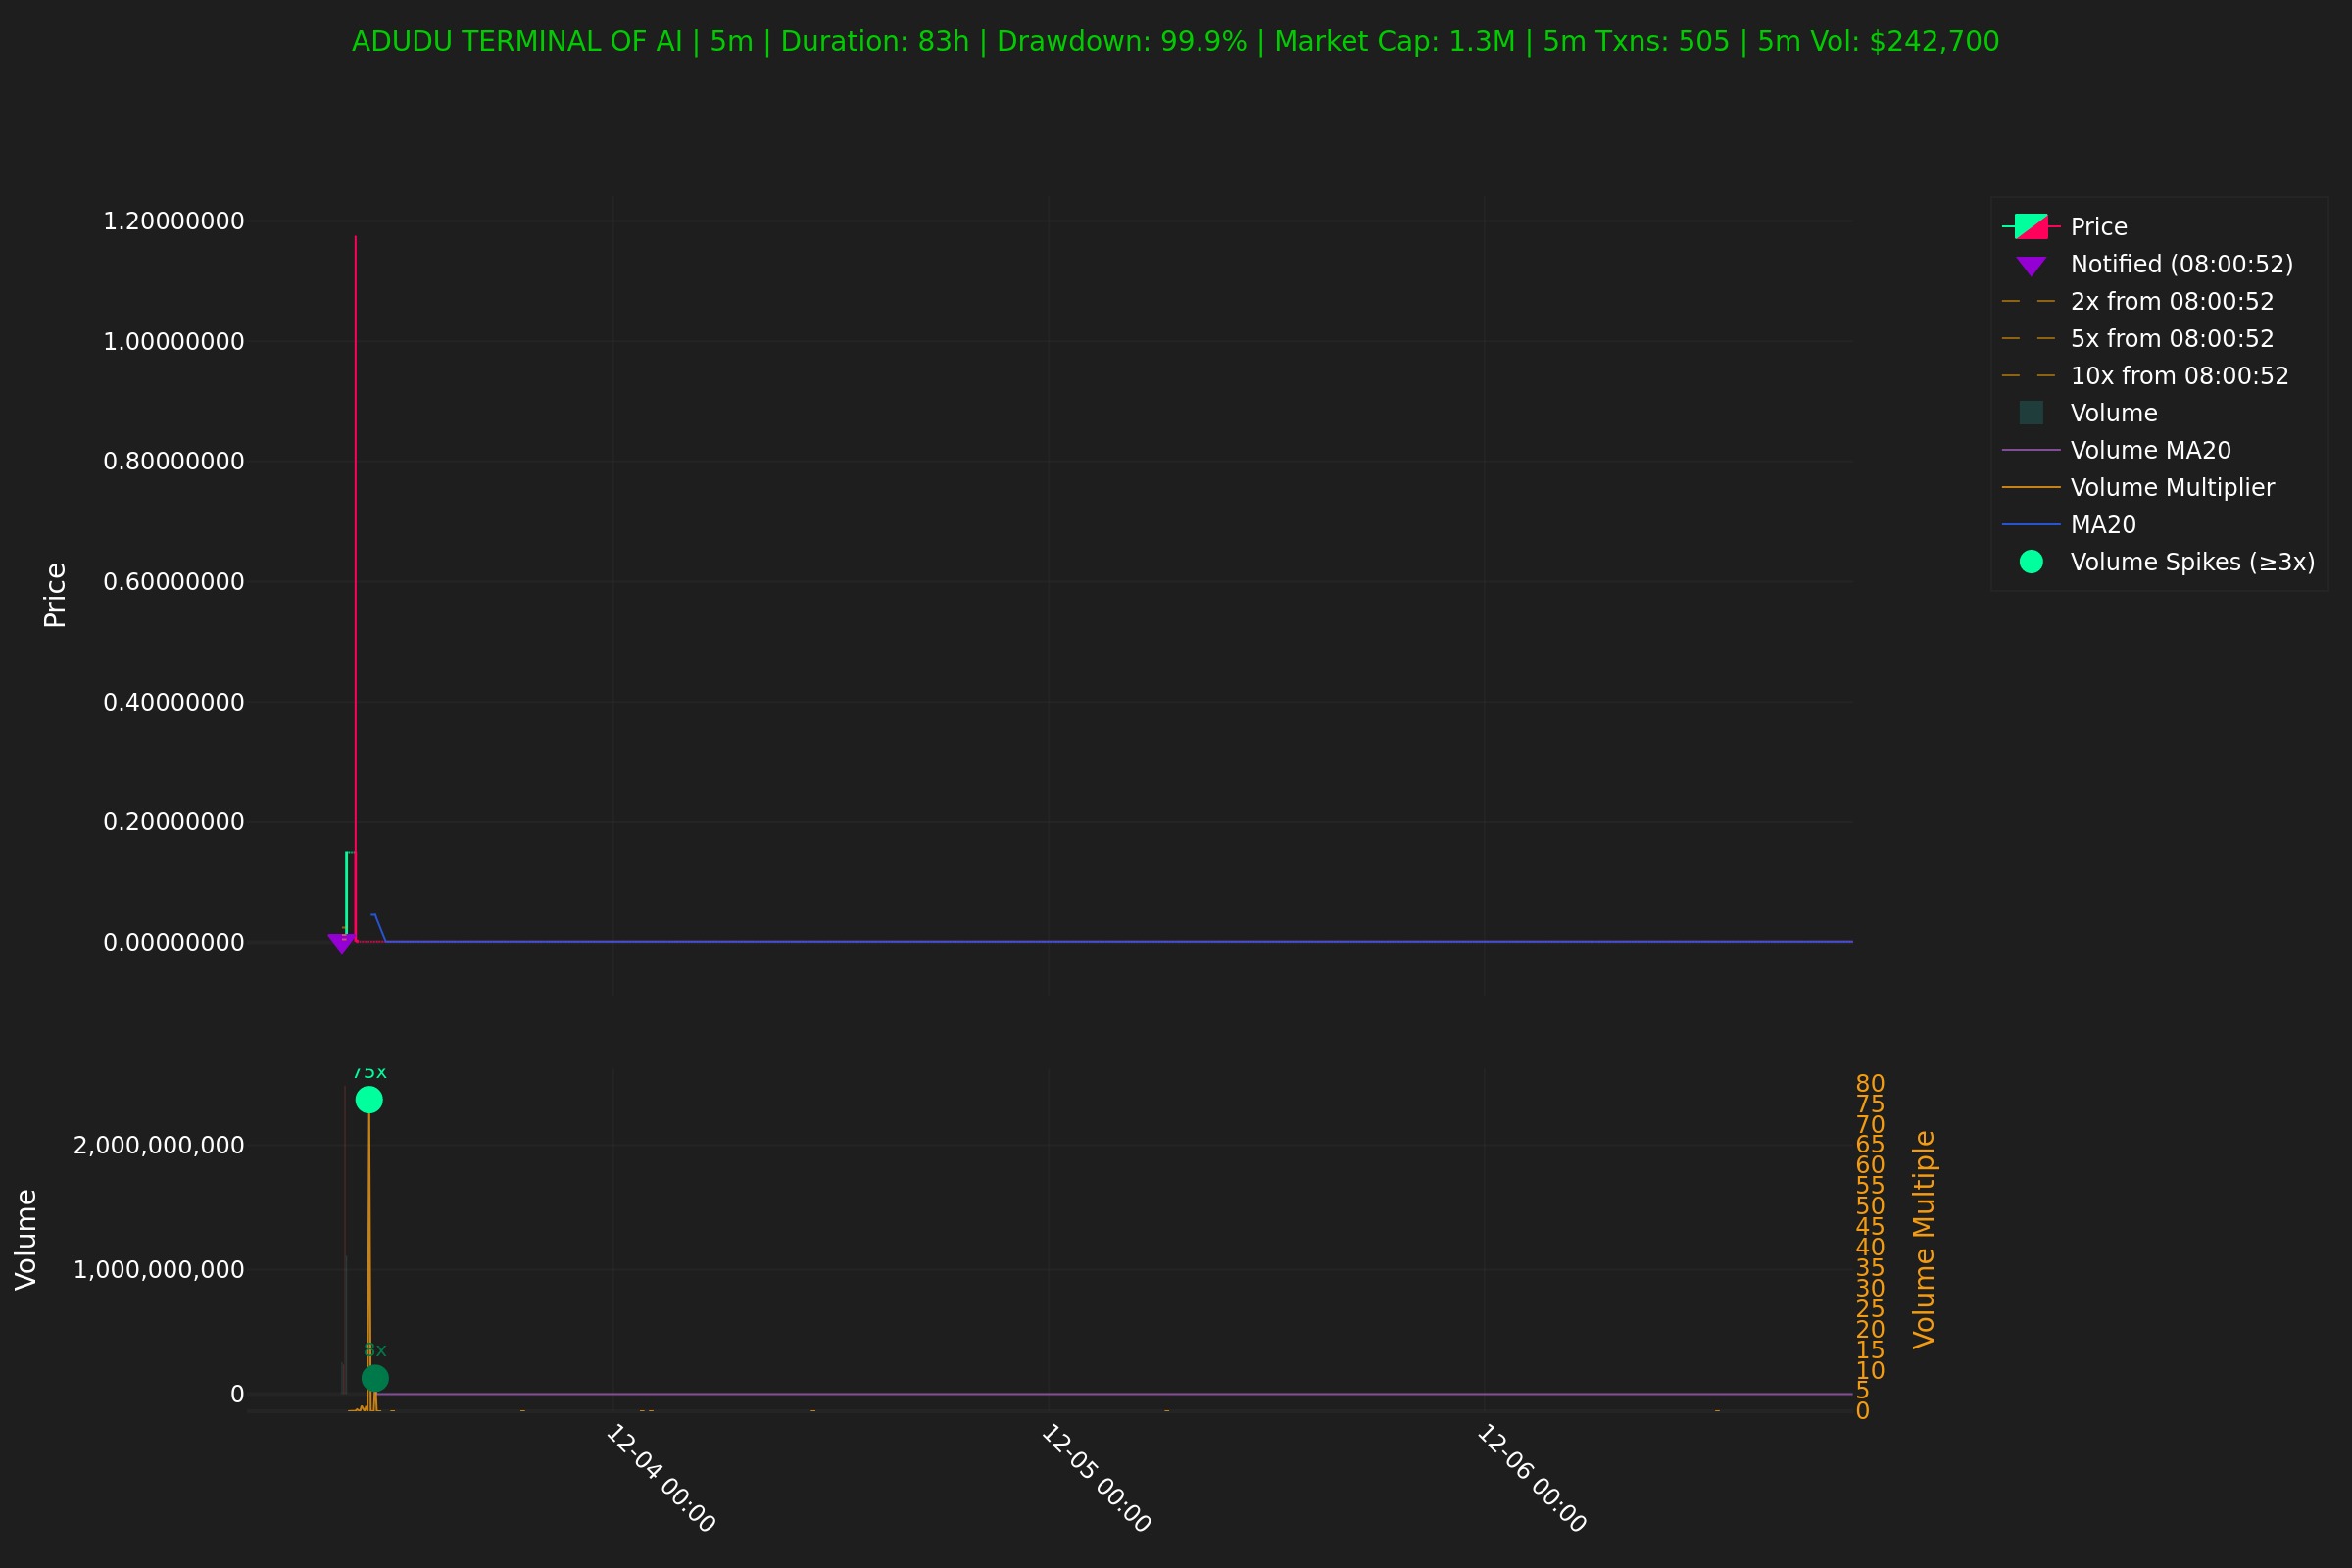 ADUDU TERMINAL OF AI | 5m | Duration: 83h | Drawdown: 99.9% | Market Cap: 1.3M | 5m Txns: 505 | 5m Vol: $242,700
Price
1.20000000
1.00000000
0.80000000
0.60000000
0.40000000
0.20000000
0.00000000
Price
Notified (08:00:52)
2x from 08:00:52
5x from 08:00:52
10x from 08:00:52
Volume
Volume MA20
Volume Multiplier
MA20
Volume Spikes (≥3x)
Volume
2,000,000,000
1,000,000,000
0
75x
8x
80
75
70
65
60
55
50
45
40
35
30
25
20
15
10
5
0
Volume Multiple
12-04 00:00
12-05 00:00
12-06 00:00